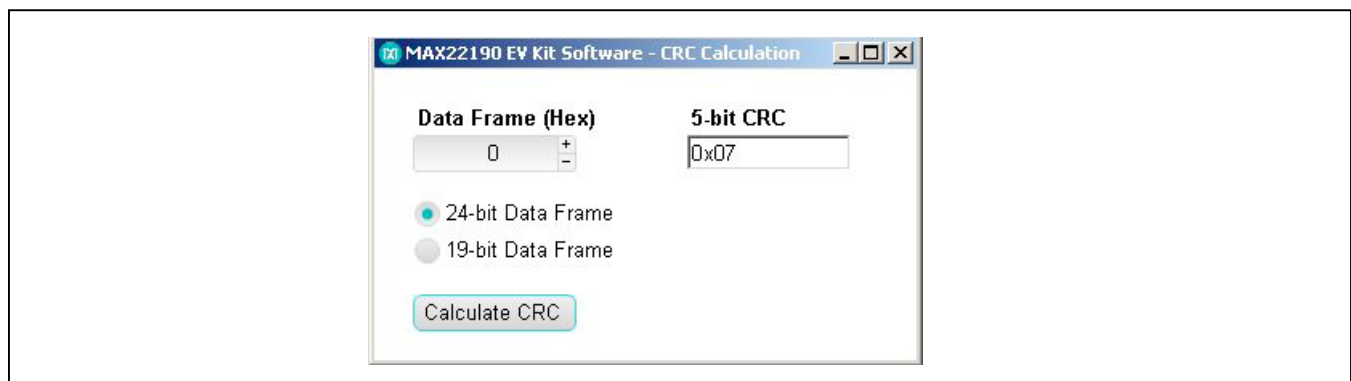 MAX22190 EV Kit Software - CRC Calculation
Data Frame (Hex) 5-bit CRC
0 + - 0x07
24-bit Data Frame
19-bit Data Frame
Calculate CRC